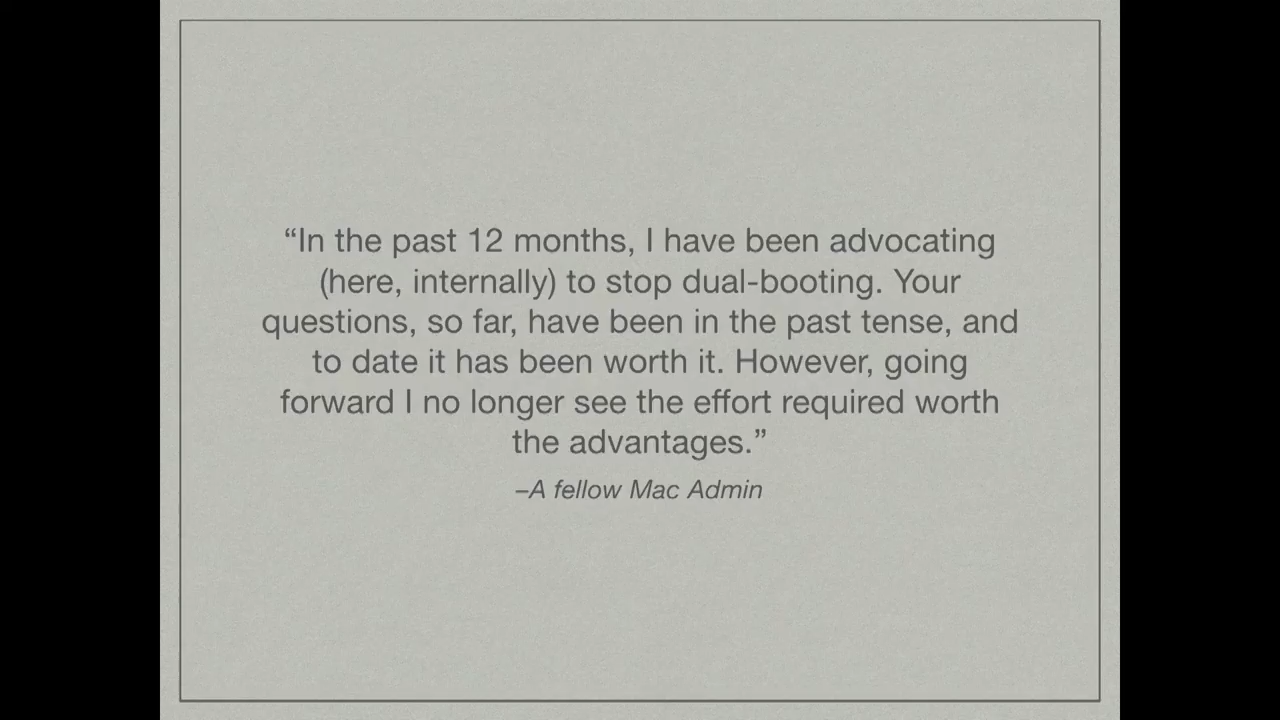 “In the past 12 months, I have been advocating
(here, internally) to stop dual-booting. Your
questions, so far, have been in the past tense, and
to date it has been worth it. However, going
forward I no longer see the effort required worth
the advantages.”
–A fellow Mac Admin